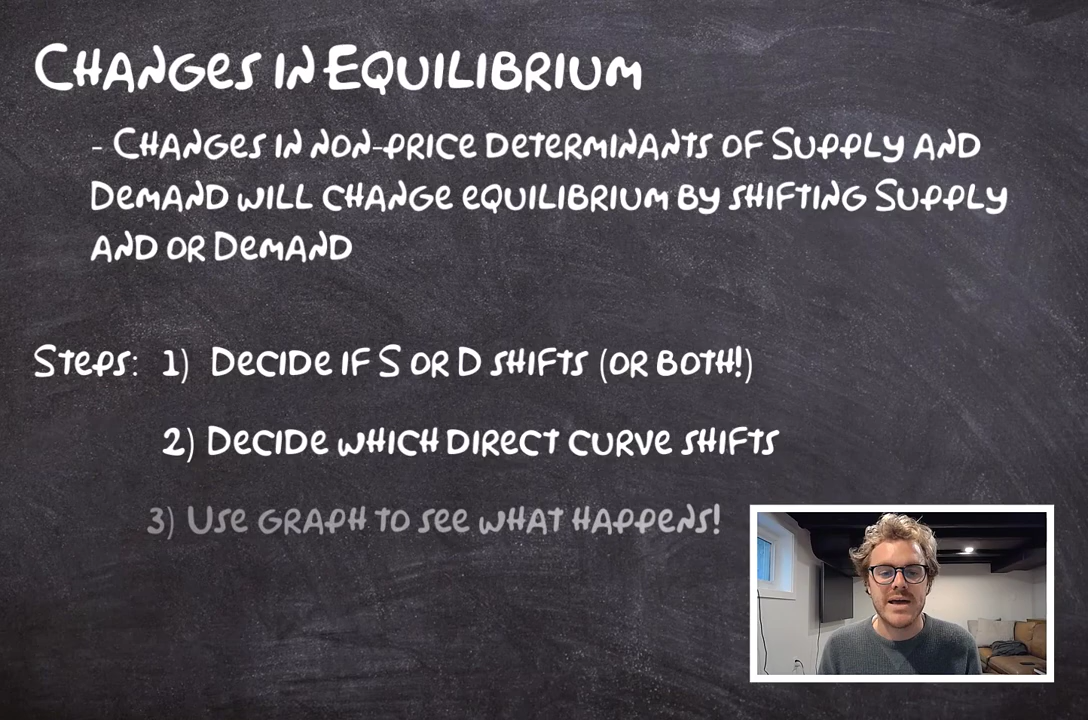 Changes in Equilibrium
- Changes in non-price determinants of Supply and
Demand will change equilibrium by shifting Supply
and or Demand
Steps: 1) Decide if S or D shifts (or both!)
2) Decide which direct curve shifts
3) Use graph to see what happens!